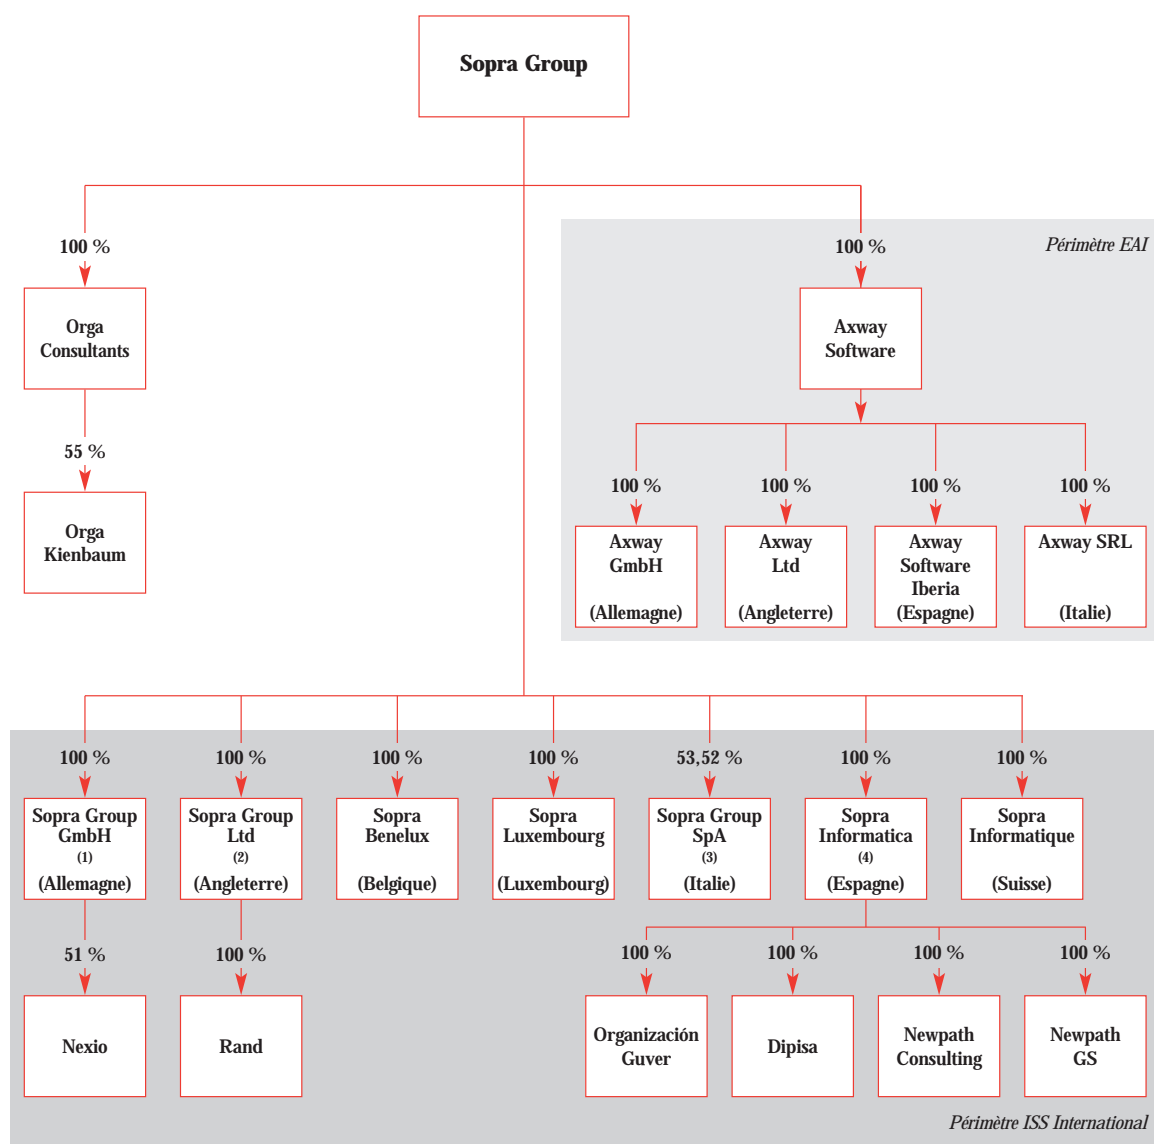 Sopra Group
100 %
100 %
Périmètre EAI
Orga
Consultants
Axway
Software
55 %
Orga
Kienbaum
100 %
100 %
100 %
100 %
Axway
GmbH
(Allemagne)
Axway
Ltd
(Angleterre)
Axway
Software
Iberia
(Espagne)
Axway SRL
(Italie)
100 %
100 %
100 %
100 %
53,52 %
100 %
100 %
Sopra Group
GmbH
(1)
(Allemagne)
Sopra Group
Ltd
(2)
(Angleterre)
Sopra
Benelux
(Belgique)
Sopra
Luxembourg
(Luxembourg)
Sopra Group
SpA
(3)
(Italie)
Sopra
Informatica
(4)
(Espagne)
Sopra
Informatique
(Suisse)
51 %
100 %
100 %
100 %
100 %
100 %
Nexio
Rand
Organización
Guver
Dipisa
Newpath
Consulting
Newpath
GS
Périmètre ISS International